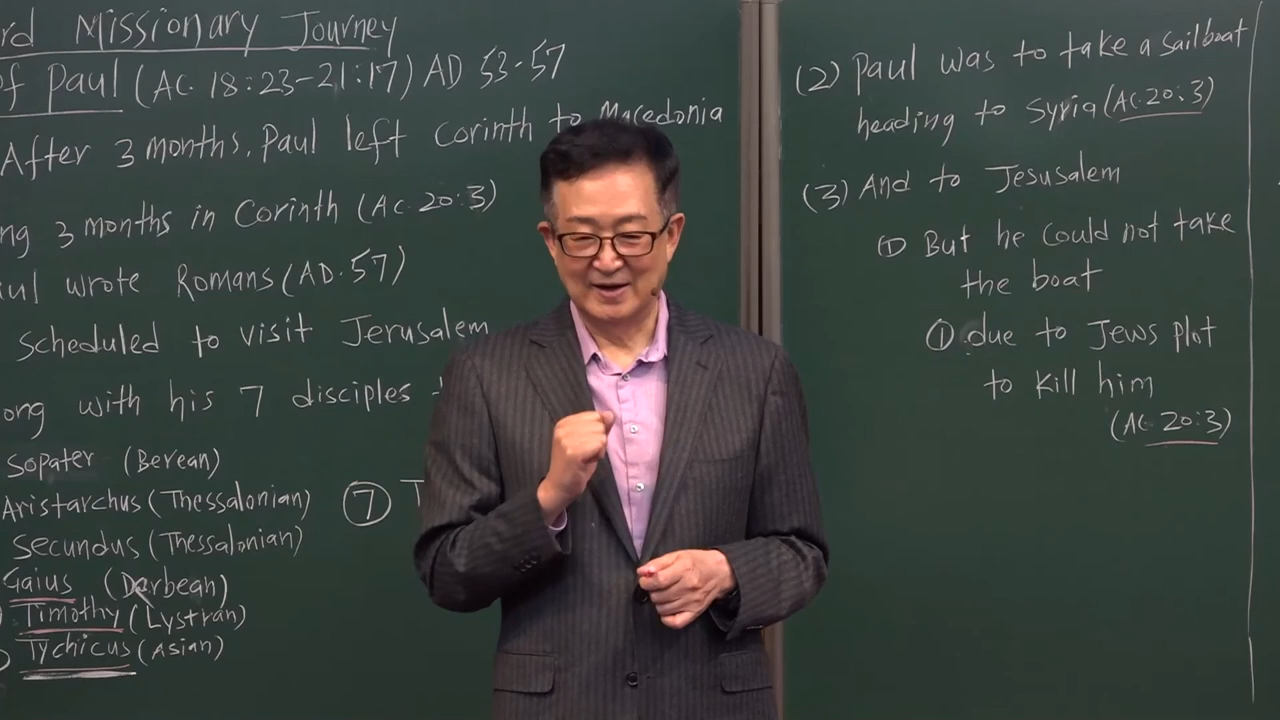 rd Missionary Journey
of Paul (AC. 18:23-21:17) AD 53-57
After 3 months, Paul left Corinth to Macedonia
ng 3 months in Corinth (AC. 20:3)
aul wrote Romans (AD. 57)
scheduled to visit Jerusalem
ong with his 7 disciples
Sopater (Berean)
Aristarchus (Thessalonian)
Secundus (Thessalonian)
Gaius (Derbean)
Timothy (Lystran)
Tychicus (Asian)
⑦ T
(2) Paul was to take a sailboat
heading to Syria (AC. 20:3)
(3) And to Jesusalem
① But he could not take
the boat
① due to Jews plot
to kill him
(AC. 20:3)